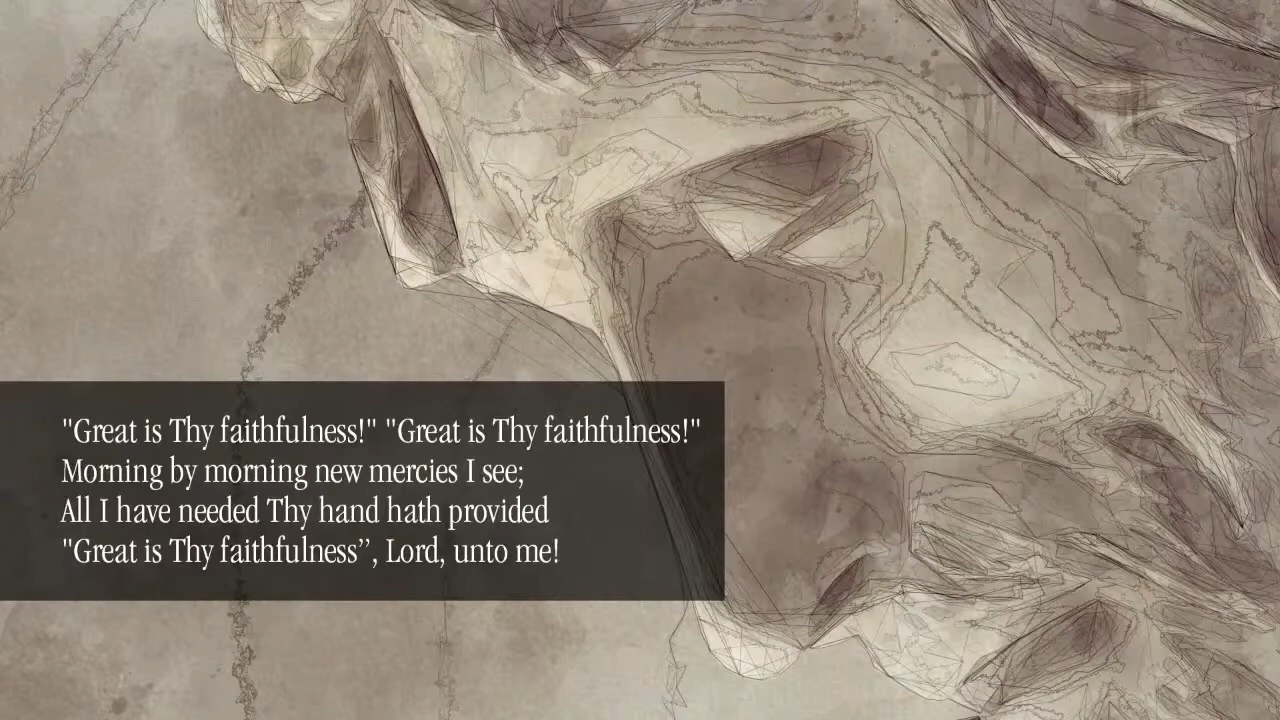 "Great is Thy faithfulness!" "Great is Thy faithfulness!"
Morning by morning new mercies I see;
All I have needed Thy hand hath provided
"Great is Thy faithfulness”, Lord, unto me!